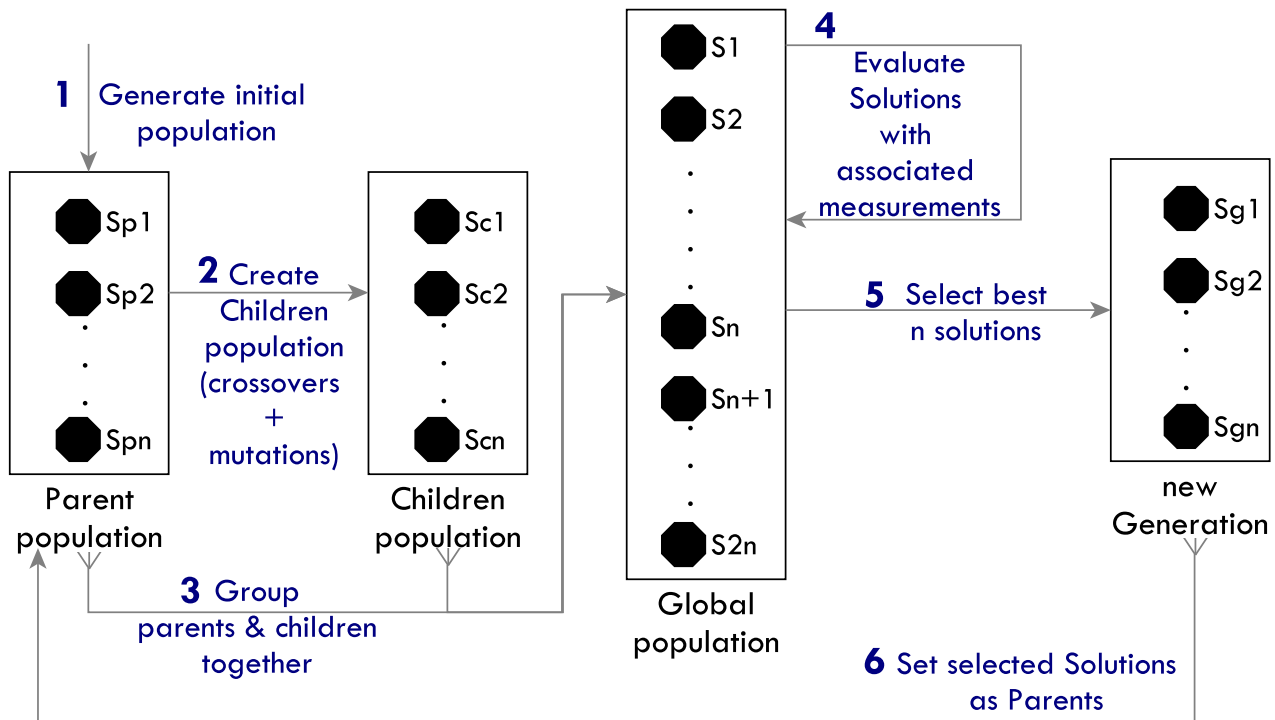 1 Generate initial
population
Sp1
Sp2
Spn
Parent
population
2 Create
Children
population
(crossovers
+
mutations)
Sc1
Sc2
Scn
Children
population
3 Group
parents & children
together
S1
S2
Sn
Sn+1
S2n
Global
population
4
Evaluate
Solutions
with
associated
measurements
5 Select best
n solutions
Sg1
Sg2
Sgn
new
Generation
6 Set selected Solutions
as Parents